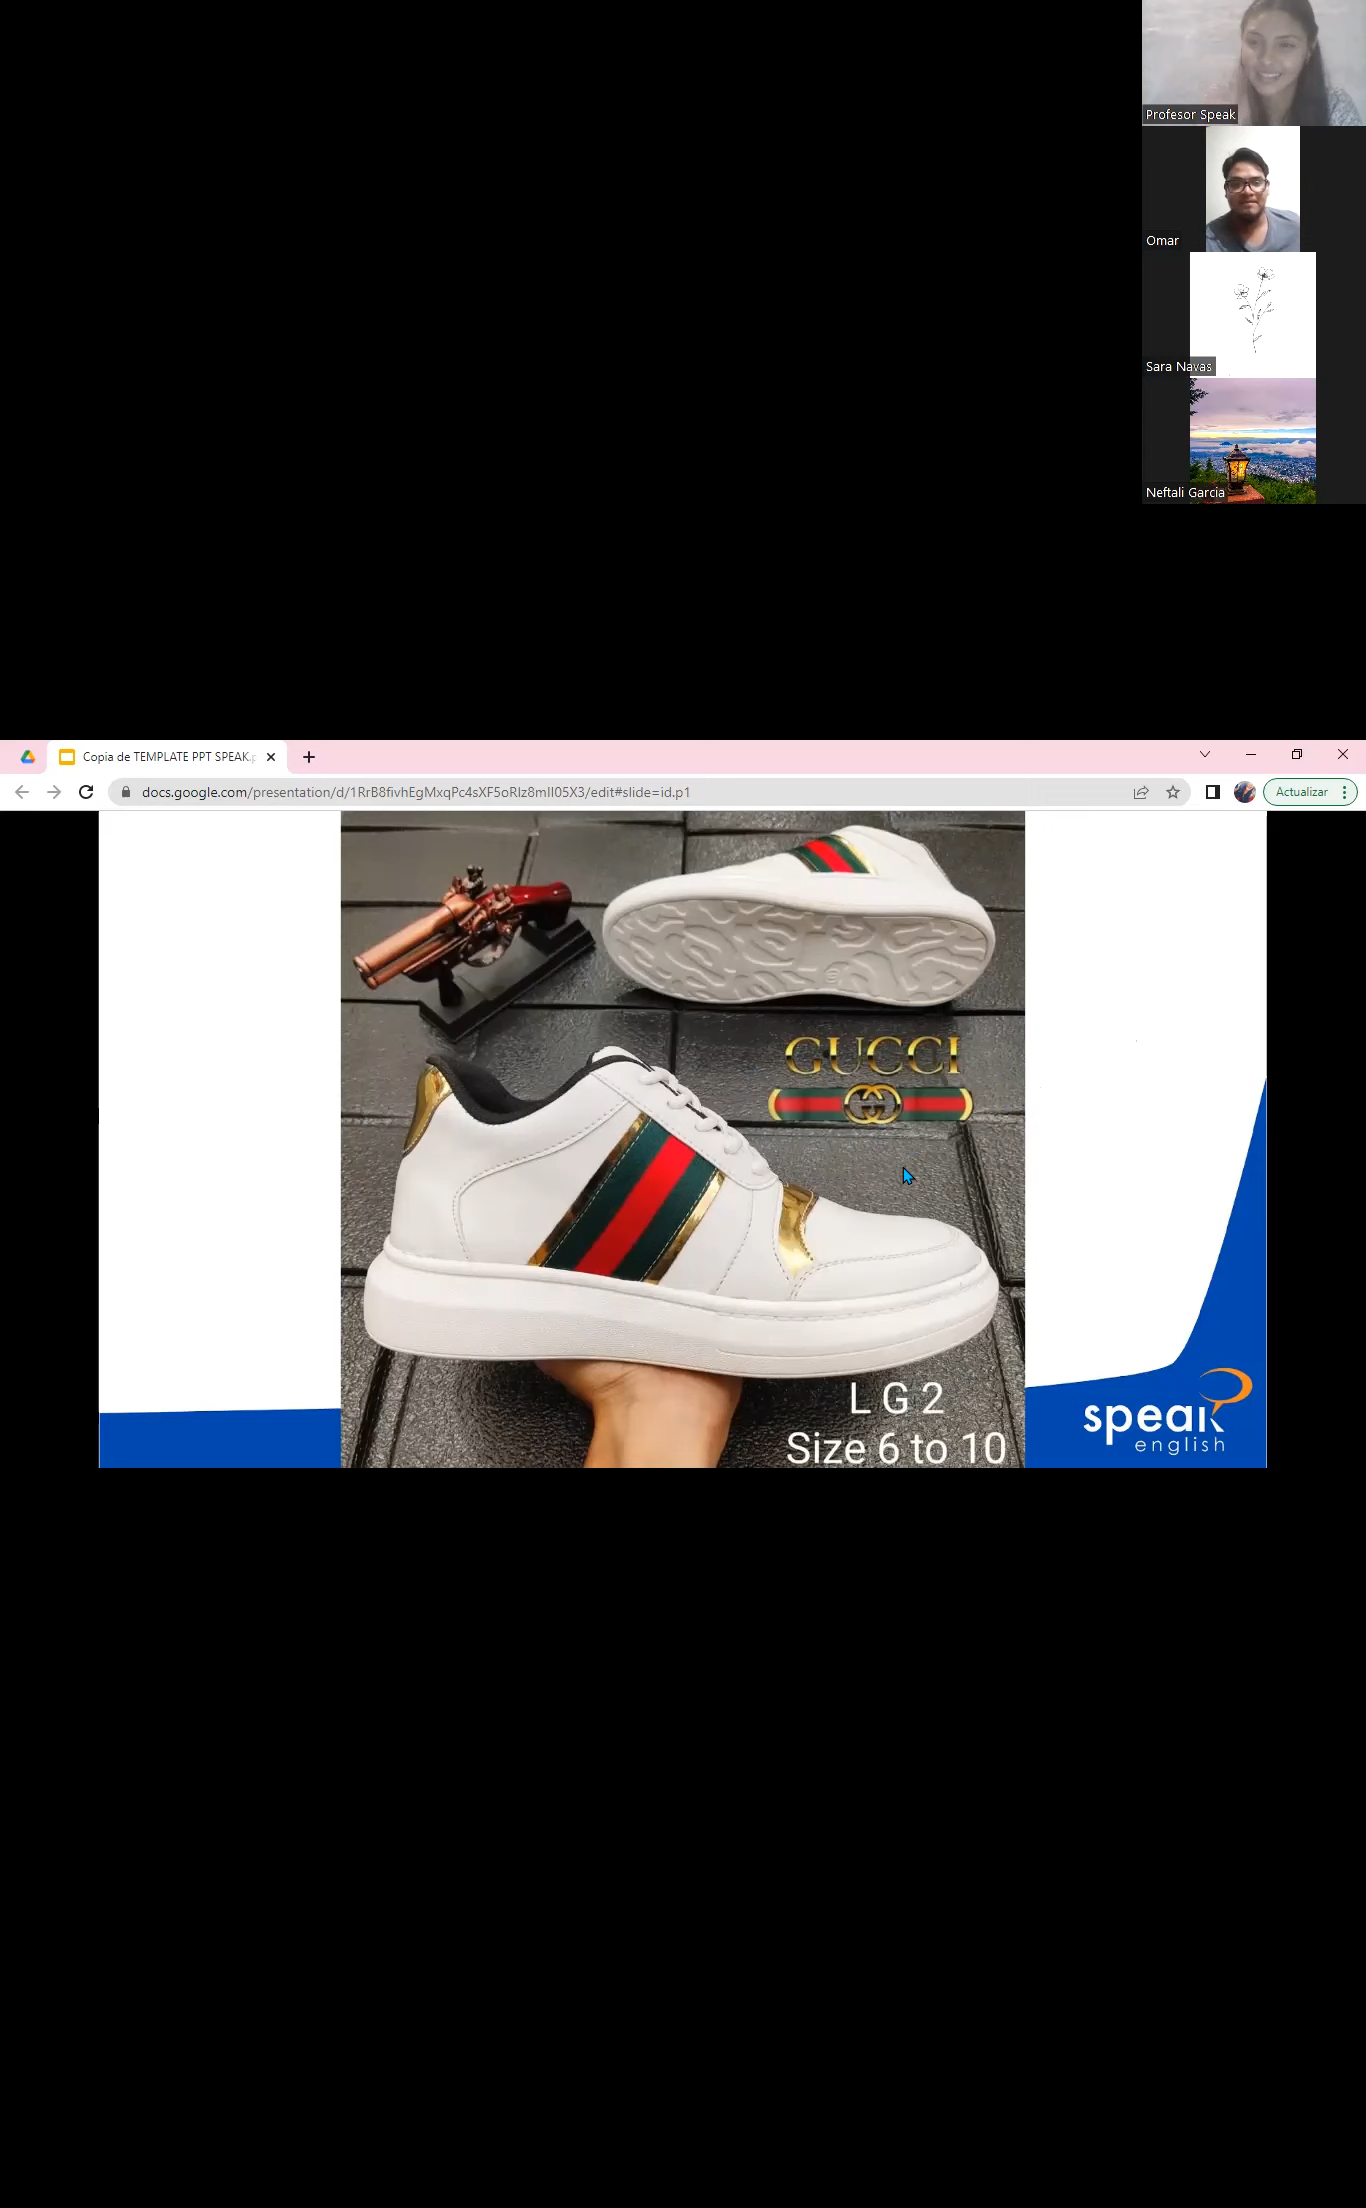 Profesor Speak
Omar
Sara Navas
Neftali Garcia
Copia de TEMPLATE PPT SPEAK.p
docs.google.com/presentation/d/1RrB8fivhEgMxqPc4sXF5oRlz8mlI05X3/edit#slide=id.p1
Actualizar
GUCCI
L G 2
Size 6 to 10
speak
english